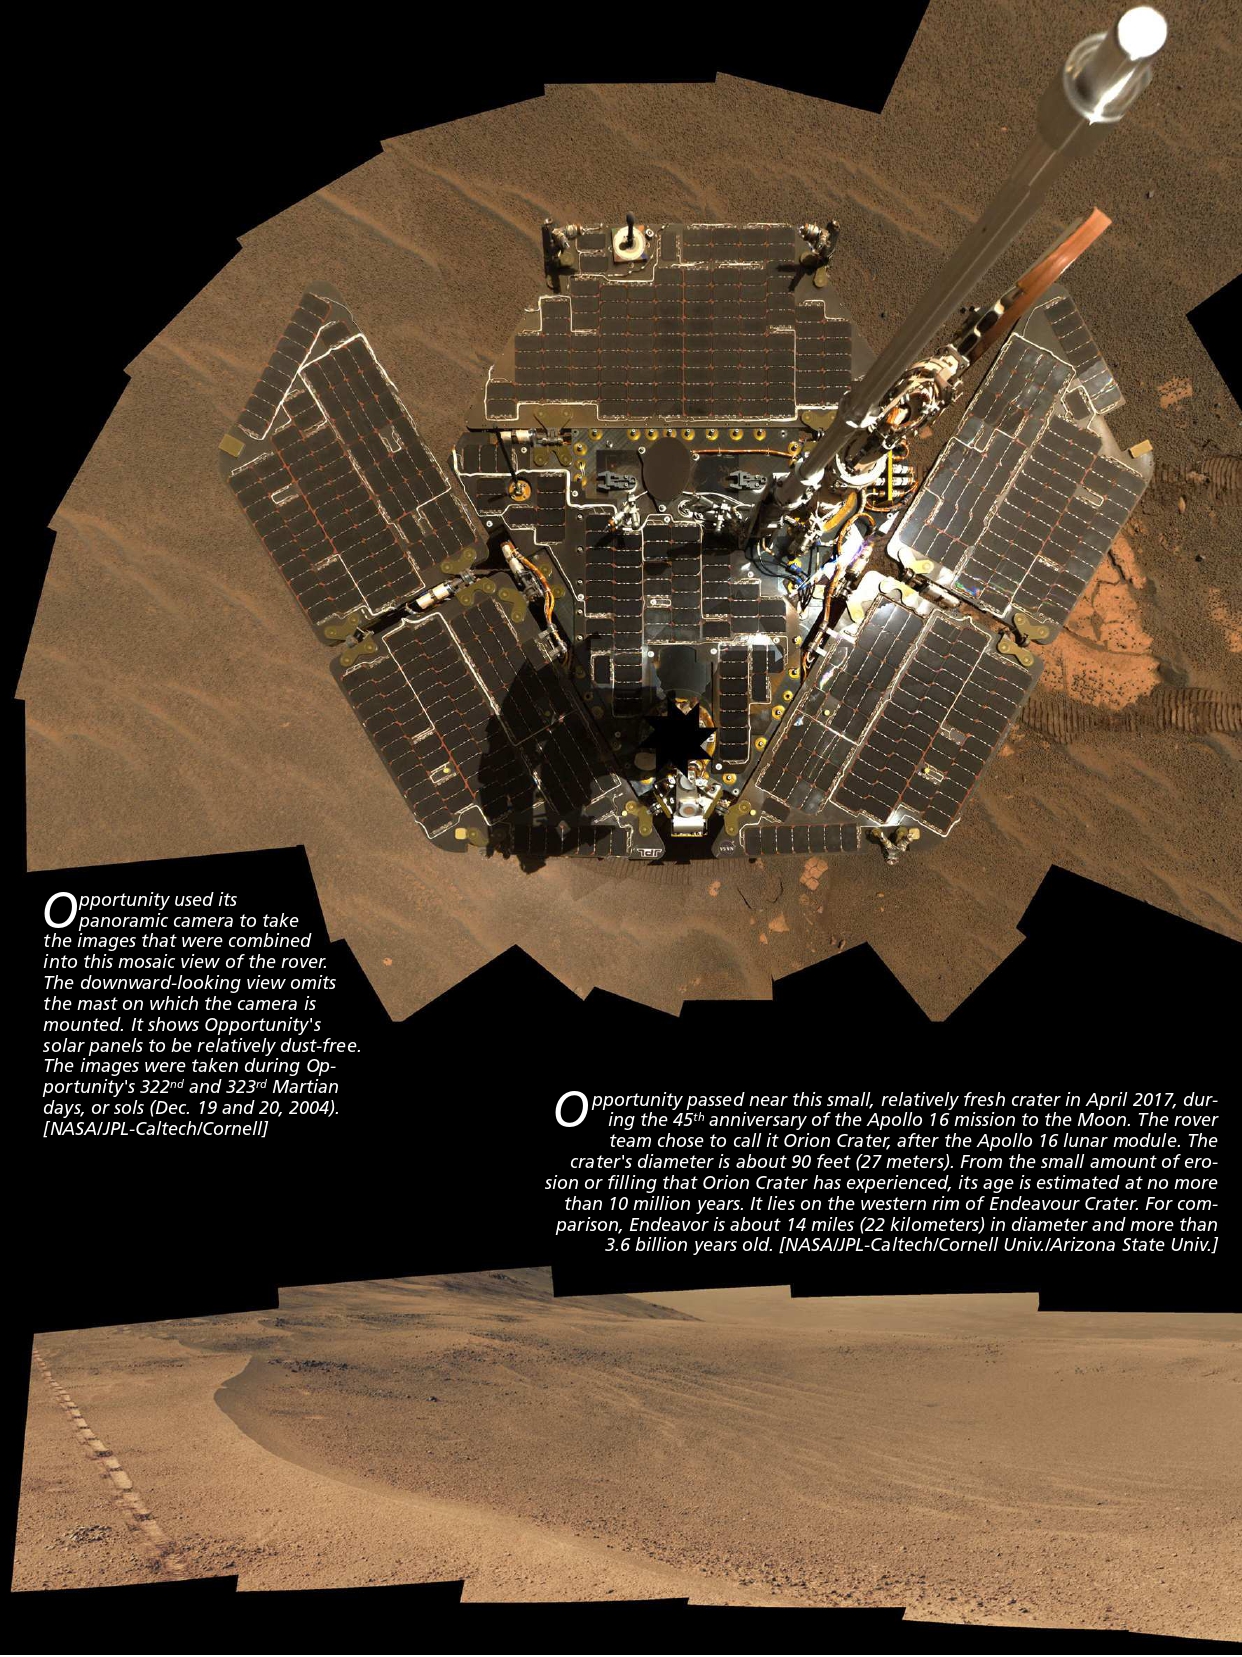 Opportunity used its
panoramic camera to take
the images that were combined
into this mosaic view of the rover.
The downward-looking view omits
the mast on which the camera is
mounted. It shows Opportunity's
solar panels to be relatively dust-free.
The images were taken during Op-
portunity's 322nd and 323rd Martian
days, or sols (Dec. 19 and 20, 2004).
[NASA/JPL-Caltech/Cornell]
Opportunity passed near this small, relatively fresh crater in April 2017, dur-
ing the 45th anniversary of the Apollo 16 mission to the Moon. The rover
team chose to call it Orion Crater, after the Apollo 16 lunar module. The
crater's diameter is about 90 feet (27 meters). From the small amount of ero-
sion or filling that Orion Crater has experienced, its age is estimated at no more
than 10 million years. It lies on the western rim of Endeavour Crater. For com-
parison, Endeavor is about 14 miles (22 kilometers) in diameter and more than
3.6 billion years old. [NASA/JPL-Caltech/Cornell Univ./Arizona State Univ.]
JPL